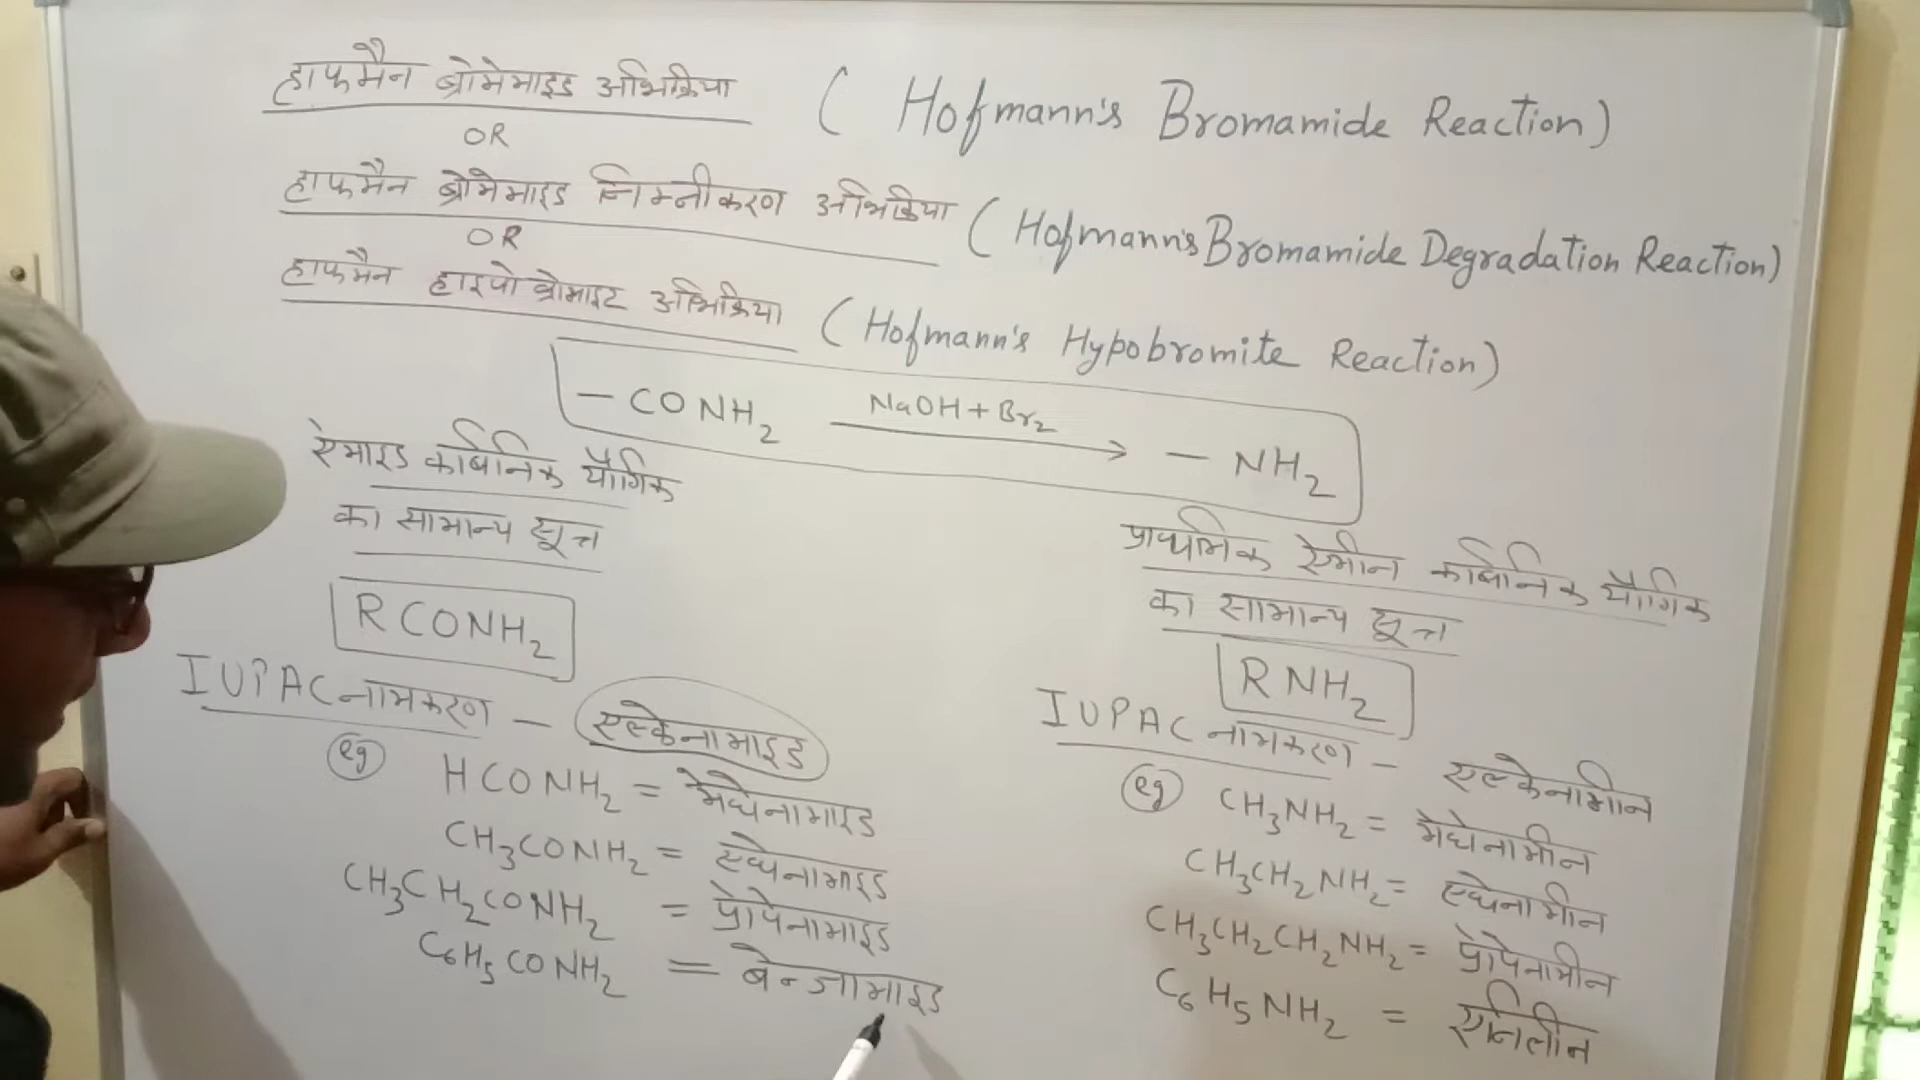 हाफमैन ब्रोमेमाइड अभिक्रिया ( Hofmann's Bromamide Reaction )
OR
हाफमैन ब्रोमेमाइड निम्नीकरण अभिक्रिया ( Hofmann's Bromamide Degradation Reaction )
OR
हाफमैन हाइपोब्रोमाइट अभिक्रिया ( Hofmann's Hypobromite Reaction )
– CONH₂ NaOH + Br₂ → – NH₂
ऐमाइड कार्बनिक यौगिक
का सामान्य सूत्र
RCONH₂
IUPAC नामकरण – एल्केनामाइड
eg
HCONH₂ = मेथेनामाइड
CH₃CONH₂ = एथेनामाइड
CH₃CH₂CONH₂ = प्रोपेनामाइड
C₆H₅CONH₂ = बेन्जामाइड
प्राथमिक ऐमीन कार्बनिक यौगिक
का सामान्य सूत्र
RNH₂
IUPAC नामकरण – एल्केनामीन
eg
CH₃NH₂ = मेथेनामीन
CH₃CH₂NH₂ = एथेनामीन
CH₃CH₂CH₂NH₂ = प्रोपेनामीन
C₆H₅NH₂ = एनिलीन